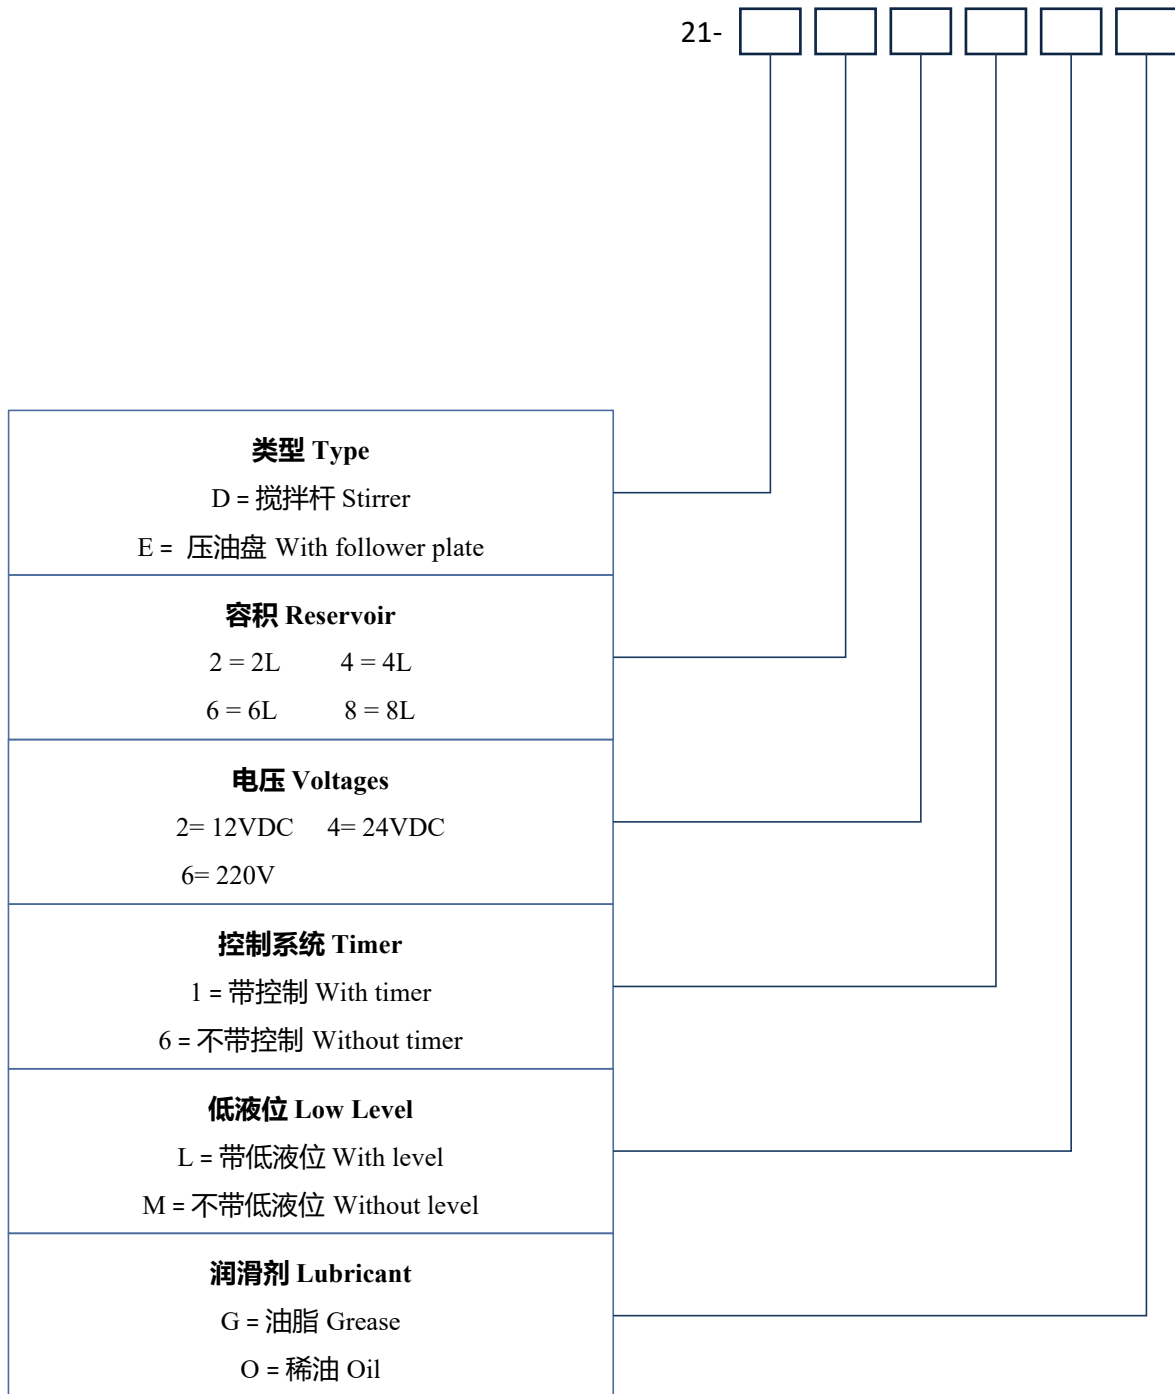 21-
类型 Type
D = 搅拌杆 Stirrer
E = 压油盘 With follower plate
容积 Reservoir
2 = 2L 4 = 4L
6 = 6L 8 = 8L
电压 Voltages
2= 12VDC 4= 24VDC
6= 220V
控制系统 Timer
1 = 带控制 With timer
6 = 不带控制 Without timer
低液位 Low Level
L = 带低液位 With level
M = 不带低液位 Without level
润滑剂 Lubricant
G = 油脂 Grease
O = 稀油 Oil